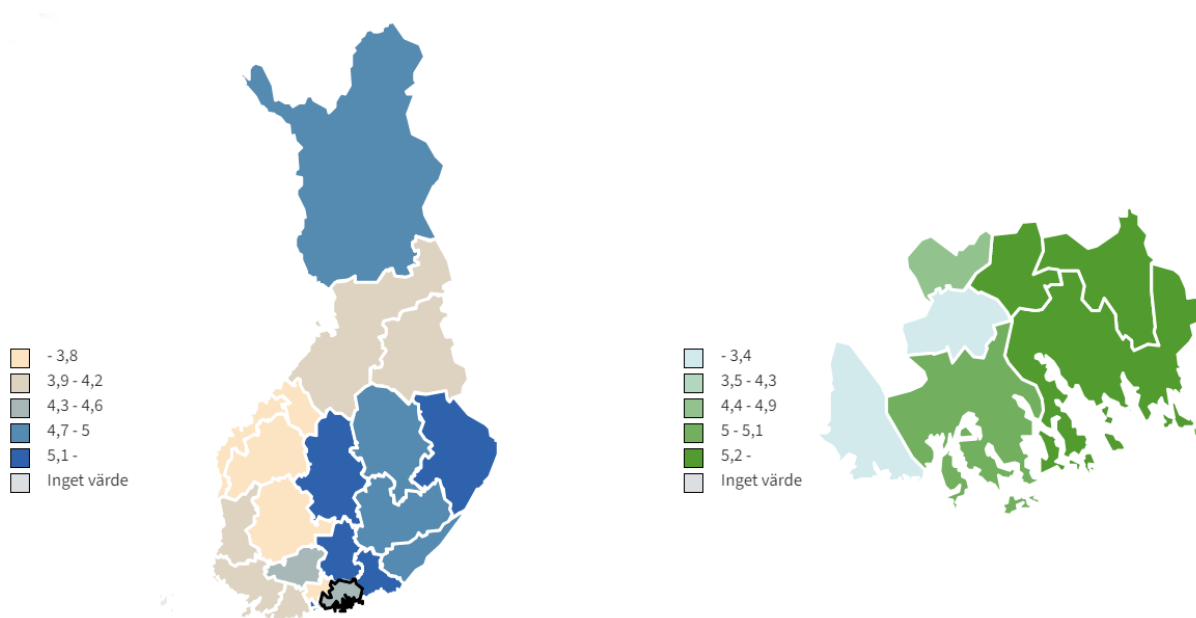 - 3,8
3,9 - 4,2
4,3 - 4,6
4,7 - 5
5,1 -
Inget värde
- 3,4
3,5 - 4,3
4,4 - 4,9
5 - 5,1
5,2 -
Inget värde